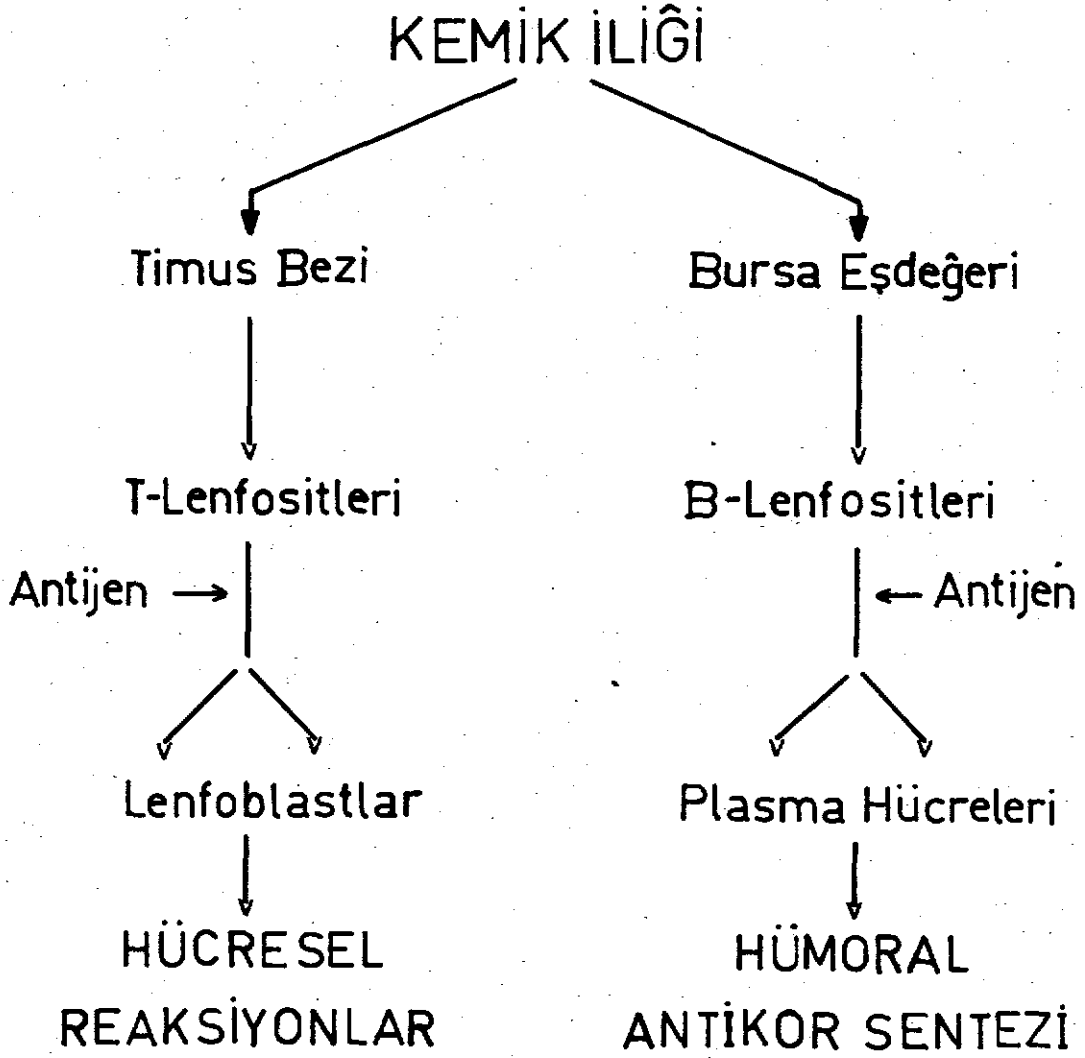 KEMİK İLİĞİ
Timus Bezi
Bursa Eşdeğeri
T-Lenfositleri
B-Lenfositleri
Antijen
Antijen
Lenfoblastlar
Plasma Hücreleri
HÜCRESEL
REAKSİYONLAR
HÜMORAL
ANTİKOR SENTEZİ